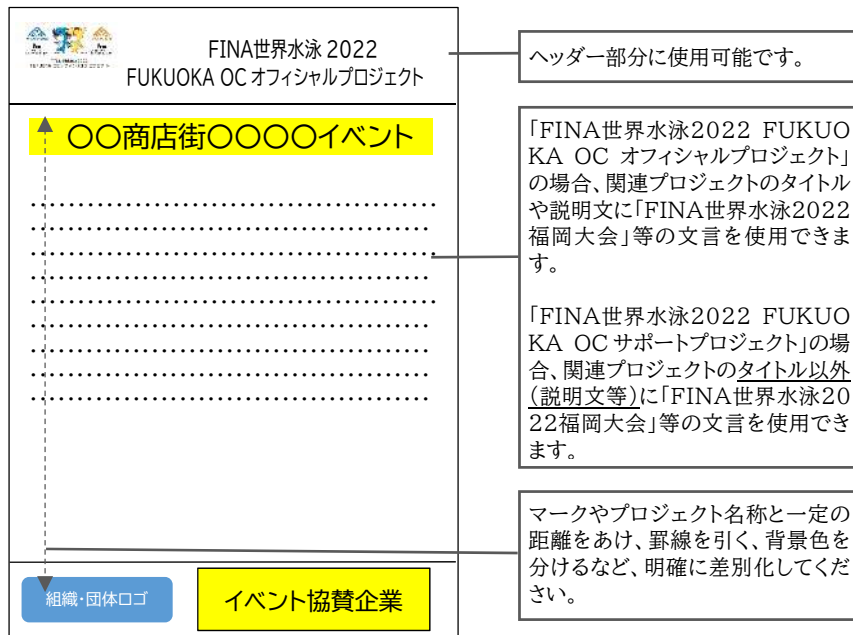 FINA世界水泳 2022
FUKUOKA OC オフィシャルプロジェクト
〇〇商店街〇〇〇〇イベント
組織・団体ロゴ
イベント協賛企業
ヘッダー部分に使用可能です。
「FINA世界水泳2022 FUKUO
KA OC オフィシャルプロジェクト」
の場合、関連プロジェクトのタイトル
や説明文に「FINA世界水泳2022
福岡大会」等の文言を使用できま
す。
「FINA世界水泳2022 FUKUO
KA OC サポートプロジェクト」の場
合、関連プロジェクトのタイトル以外
(説明文等)に「FINA世界水泳20
22福岡大会」等の文言を使用でき
ます。
マークやプロジェクト名称と一定の
距離をあけ、罫線を引く、背景色を
分けるなど、明確に差別化してくだ
さい。